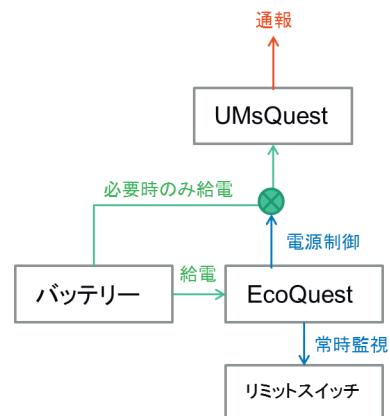 通報
UMsQuest
必要時のみ給電
電源制御
給電
バッテリー
EcoQuest
常時監視
リミットスイッチ